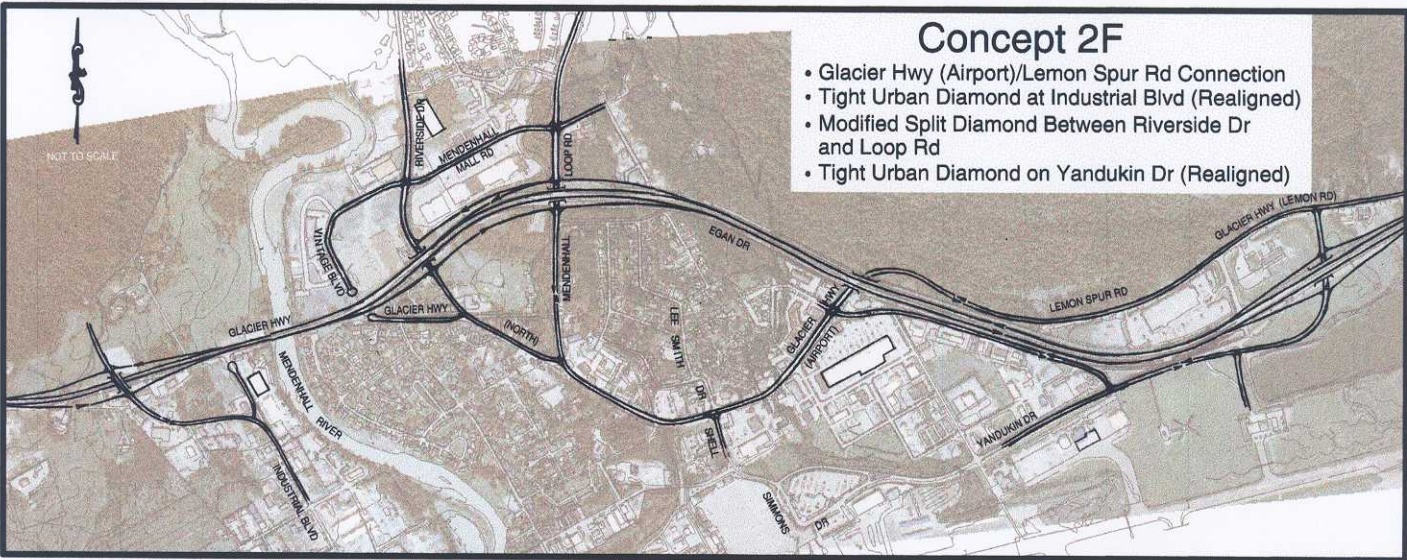 Concept 2F
• Glacier Hwy (Airport)/Lemon Spur Rd Connection
• Tight Urban Diamond at Industrial Blvd (Realigned)
• Modified Split Diamond Between Riverside Dr
and Loop Rd
• Tight Urban Diamond on Yandukin Dr (Realigned)
NOT TO SCALE
RIVERSIDE DR
MENDENHALL
MALL RD
LOOP RD
VINTAGE BLVD
MENDENHALL
EGAN DR
GLACIER HWY (LEMON RD)
LEMON SPUR RD
GLACIER HWY
GLACIER HWY
(NORTH)
LEE SMITH
DR
GLACIER HWY
(AIRPORT)
MENDENHALL RIVER
INDUSTRIAL BLVD
SHELL
SIMMONS
DR
YANDUKIN DR